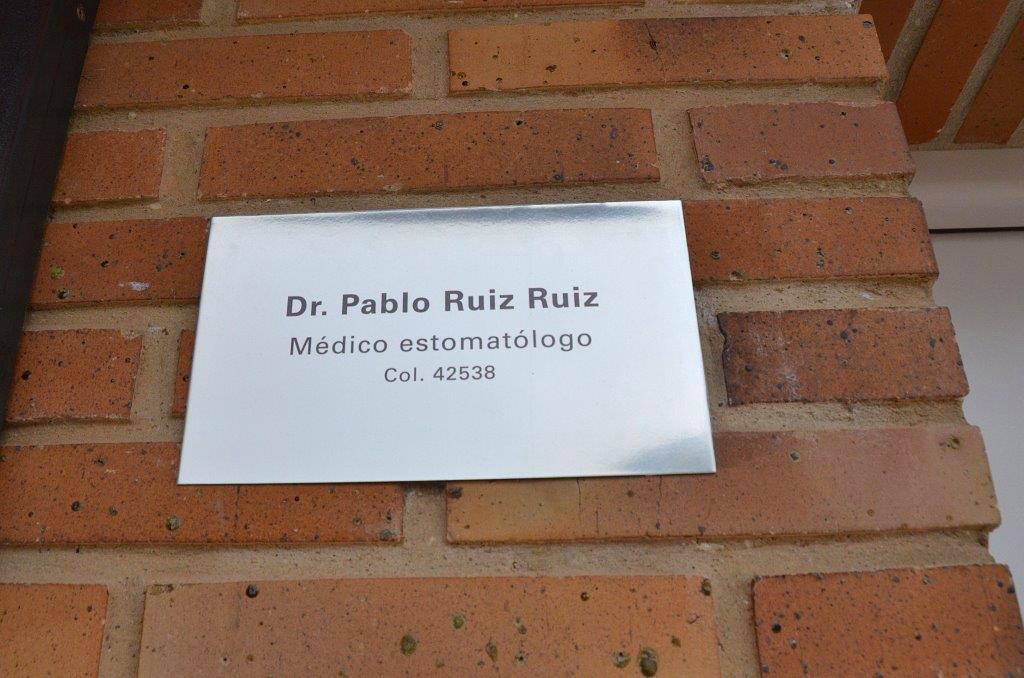 Dr. Pablo Ruiz Ruiz
Médico estomatólogo
Col. 42538